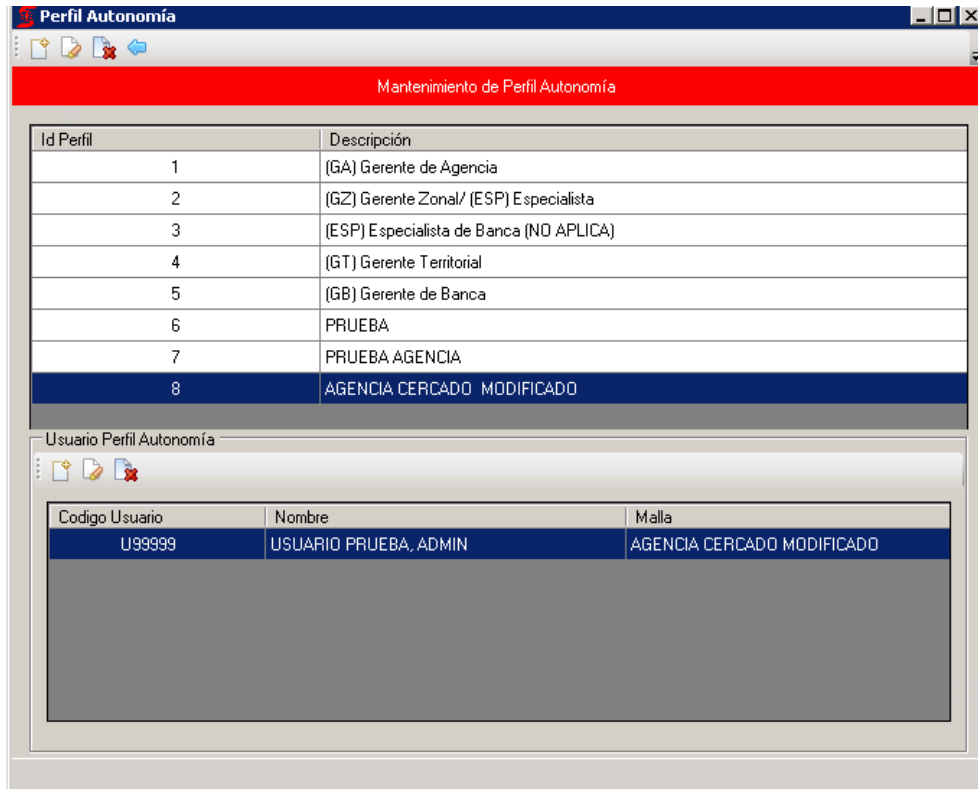 Perfil Autonomía
Mantenimiento de Perfil Autonomía
Id Perfil Descripción
1 (GA) Gerente de Agencia
2 (GZ) Gerente Zonal/ (ESP) Especialista
3 (ESP) Especialista de Banca (NO APLICA)
4 (GT) Gerente Territorial
5 (GB) Gerente de Banca
6 PRUEBA
7 PRUEBA AGENCIA
8 AGENCIA CERCADO  MODIFICADO
Usuario Perfil Autonomía
Codigo Usuario Nombre Malla
U99999 USUARIO PRUEBA, ADMIN AGENCIA CERCADO MODIFICADO